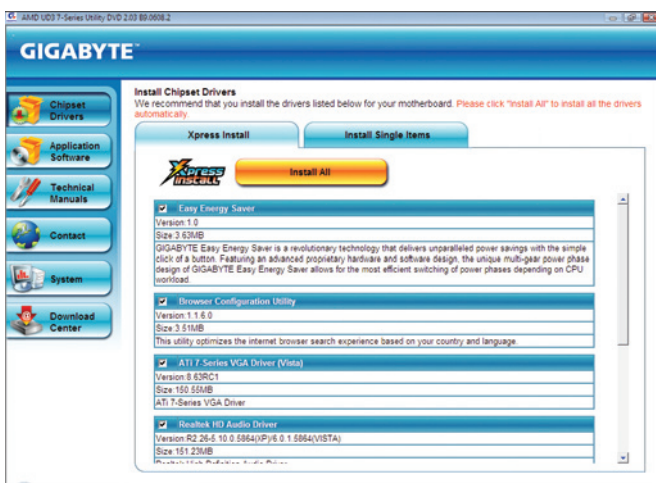 AMD UD3 7-Series Utility DVD 2.03 B9.0608.2
GIGABYTE™
Chipset
Drivers
Application
Software
Technical
Manuals
Contact
System
Download
Center
Install Chipset Drivers
We recommend that you install the drivers listed below for your motherboard. Please click "Install All" to install all the drivers
automatically.
Xpress Install
Install Single Items
Xpress
INSTALL
Install All
Easy Energy Saver
Version:1.0
Size:3.63MB
GIGABYTE Easy Energy Saver is a revolutionary technology that delivers unparalleled power savings with the simple
click of a button. Featuring an advanced proprietary hardware and software design, the unique multi-gear power phase
design of GIGABYTE Easy Energy Saver allows for the most efficient switching of power phases depending on CPU
workload.
Browser Configuration Utility
Version:1.1.6.0
Size:3.51MB
This utility optimizes the internet browser search experience based on your country and language.
ATi 7-Series VGA Driver (Vista)
Version:8.63RC1
Size:150.55MB
ATi 7-Series VGA Driver
Realtek HD Audio Driver
Version:R2.26-5.10.0.5864(XP)/6.0.1.5864(VISTA)
Size:151.23MB
Realtek High Definition Audio Driver